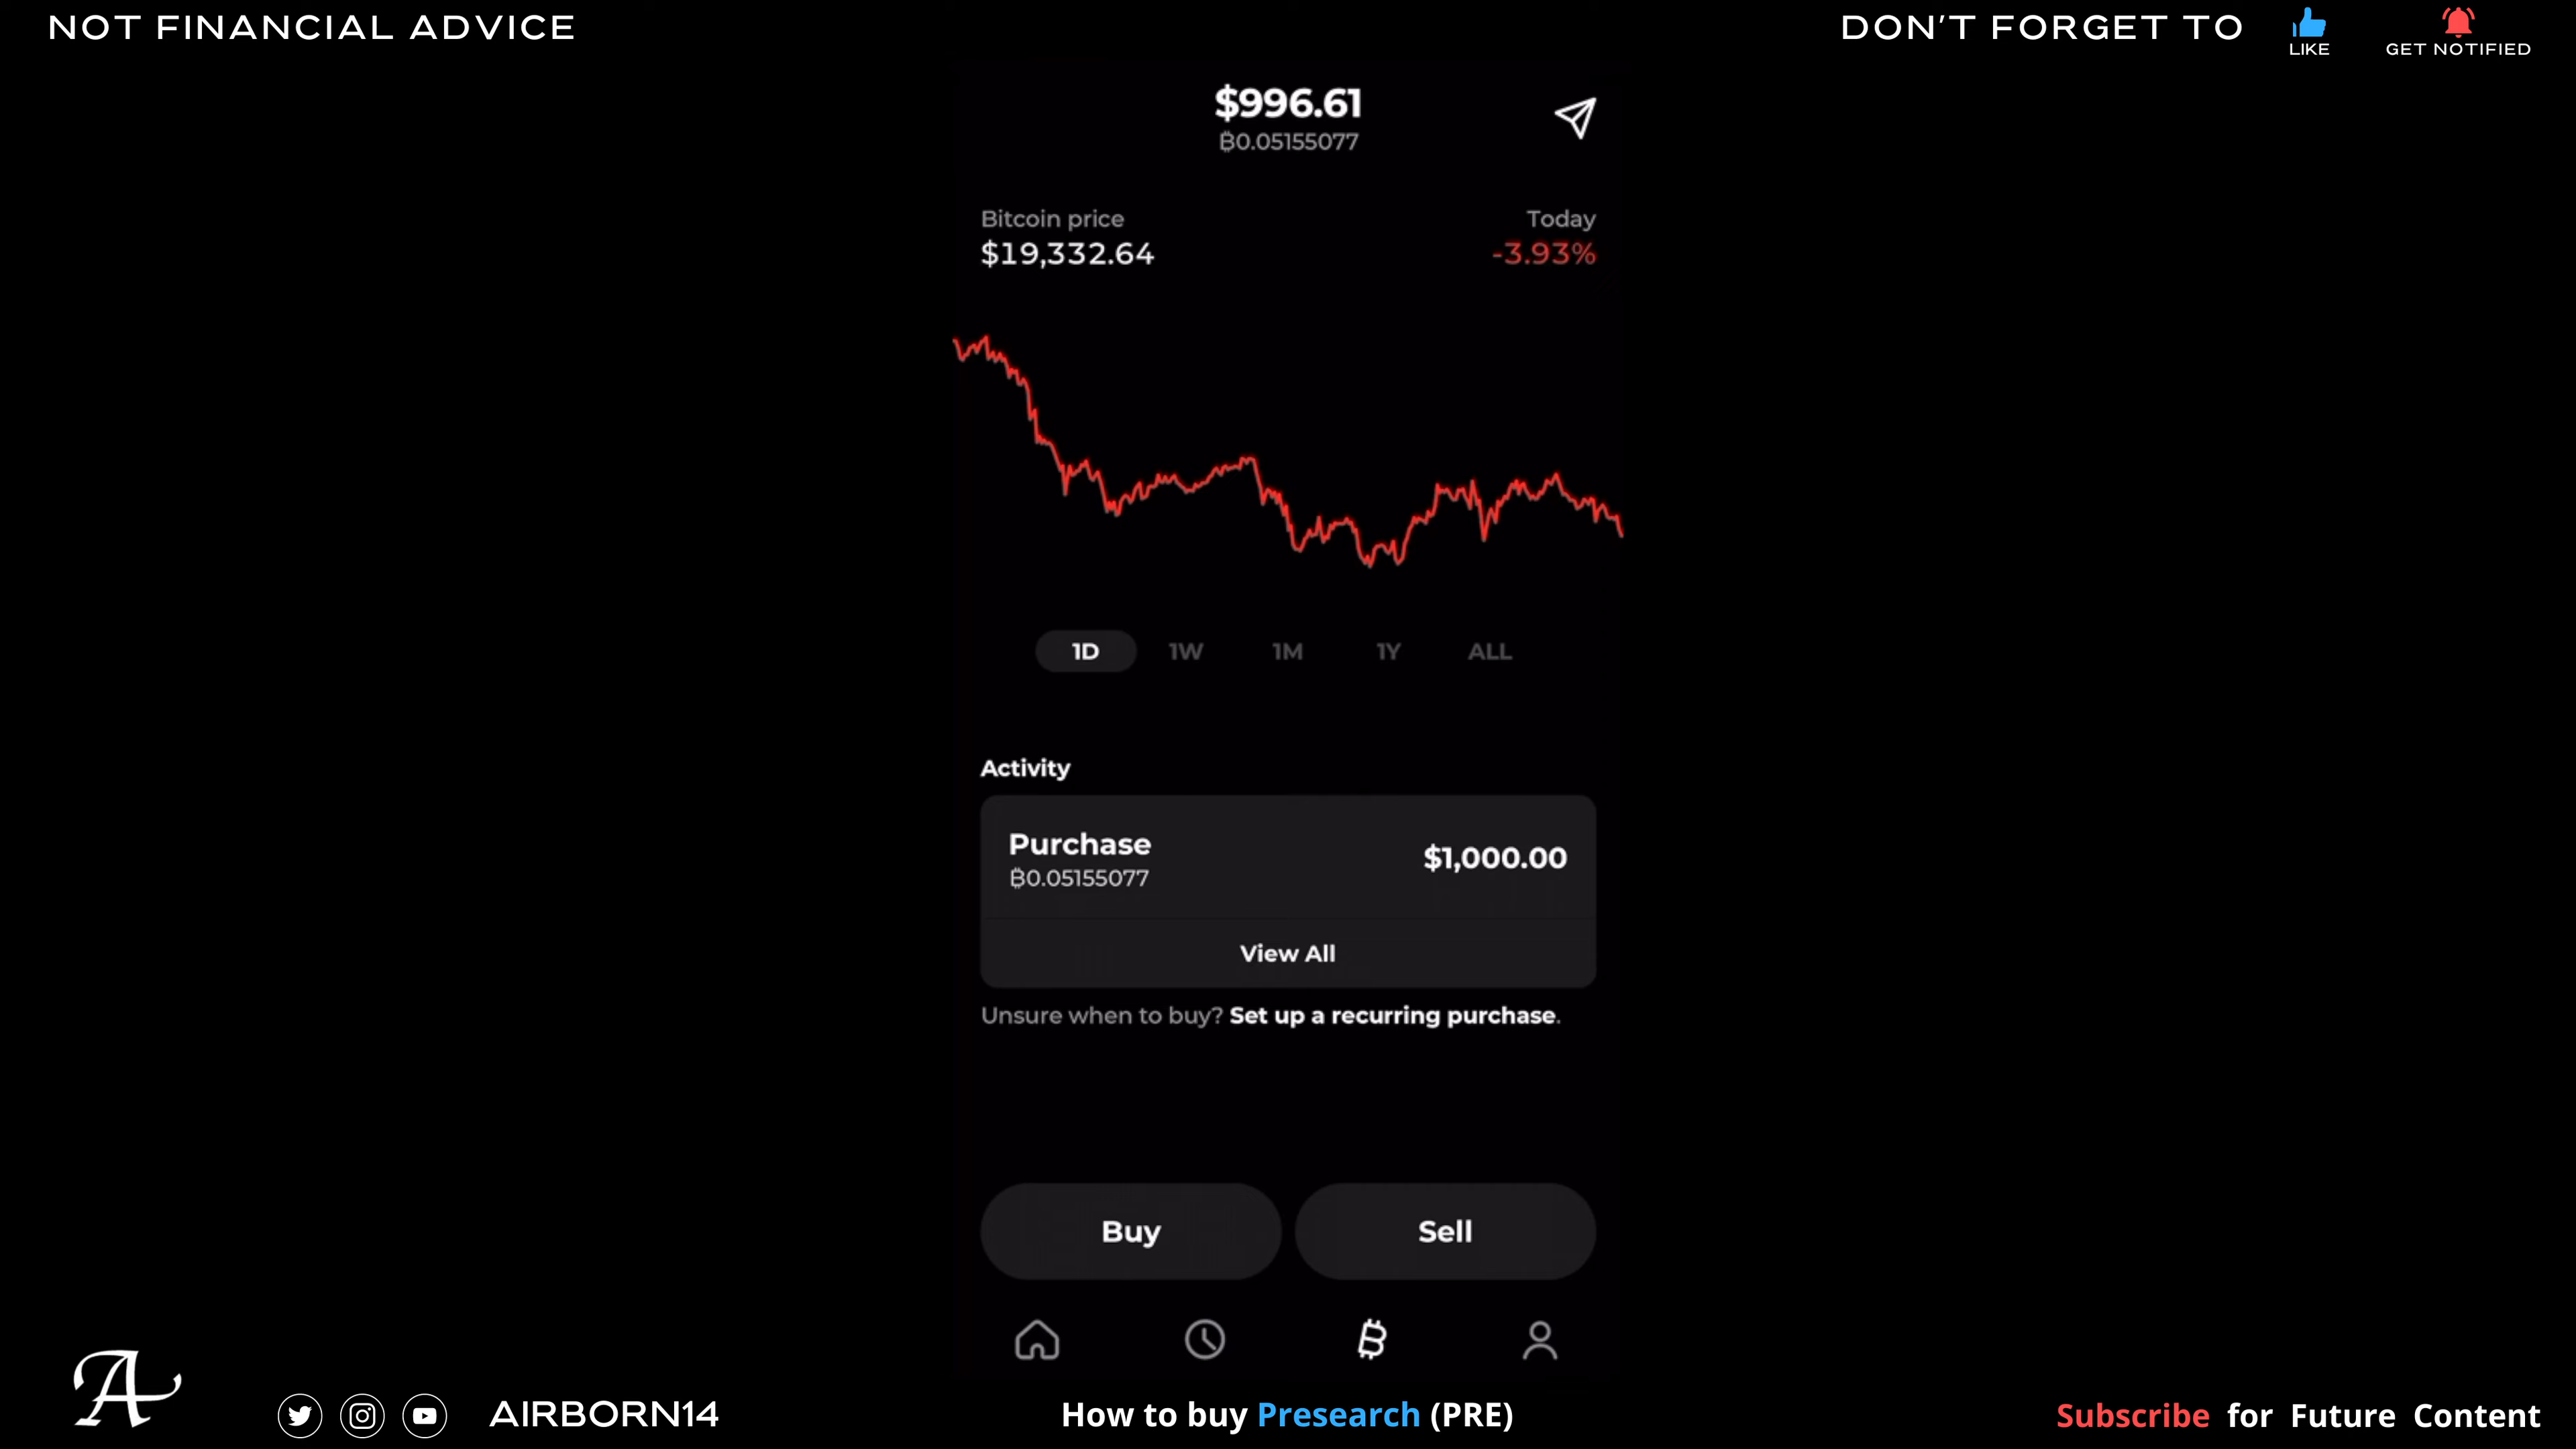 NOT FINANCIAL ADVICE
DON'T FORGET TO
LIKE
GET NOTIFIED
$996.61
₿0.05155077
Bitcoin price
Today
$19,332.64
-3.93%
1D 1W 1M 1Y ALL
Activity
Purchase
$1,000.00
₿0.05155077
View All
Unsure when to buy? Set up a recurring purchase.
Buy
Sell
A
AIRBORN14
How to buy Presearch (PRE)
Subscribe for Future Content